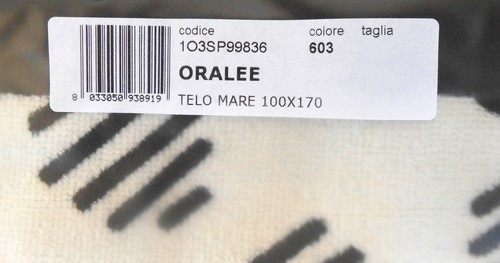 codice colore taglia
1O3SP99836 603
ORALEE
TELO MARE 100X170
8 033050 938919